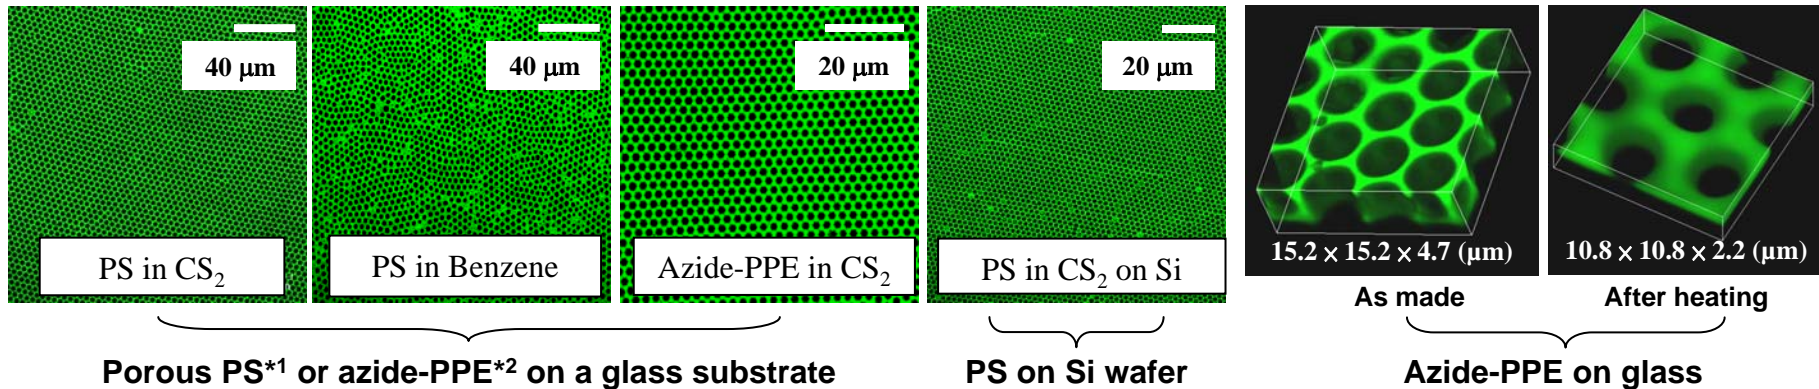 40 μm
40 μm
20 μm
20 μm
PS in CS2
PS in Benzene
Azide-PPE in CS2
PS in CS2 on Si
15.2 × 15.2 × 4.7 (μm)
10.8 × 10.8 × 2.2 (μm)
As made
After heating
Porous PS*1 or azide-PPE*2 on a glass substrate
PS on Si wafer
Azide-PPE on glass